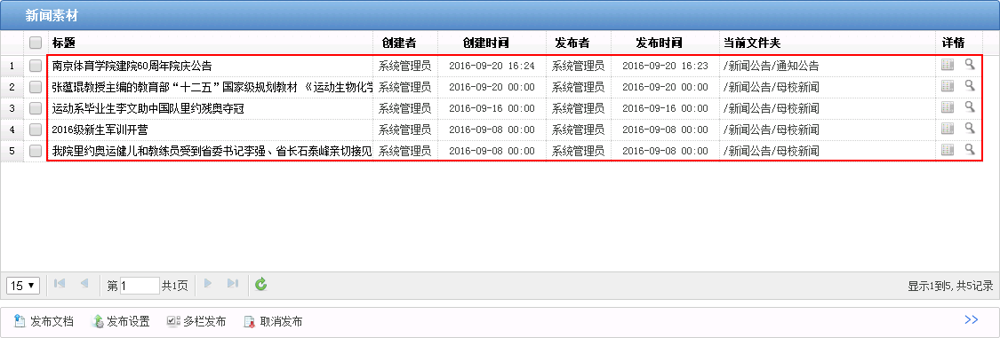 新闻素材
标题 创建者 创建时间 发布者 发布时间 当前文件夹 详情
1 南京体育学院建院60周年院庆公告 系统管理员 2016-09-20 16:24 系统管理员 2016-09-20 16:23 /新闻公告/通知公告
2 张蕴琨教授主编的教育部“十二五”国家级规划教材 《运动生物化学 系统管理员 2016-09-20 00:00 系统管理员 2016-09-20 00:00 /新闻公告/母校新闻
3 运动系毕业生李文助中国队里约残奥夺冠 系统管理员 2016-09-16 00:00 系统管理员 2016-09-16 00:00 /新闻公告/母校新闻
4 2016级新生军训开营 系统管理员 2016-09-08 00:00 系统管理员 2016-09-08 00:00 /新闻公告/母校新闻
5 我院里约奥运健儿和教练员受到省委书记李强、省长石泰峰亲切接见 系统管理员 2016-09-08 00:00 系统管理员 2016-09-08 00:00 /新闻公告/母校新闻
15 第 1 共1页 显示1到5, 共5记录
发布文档 发布设置 多栏发布 取消发布 >>